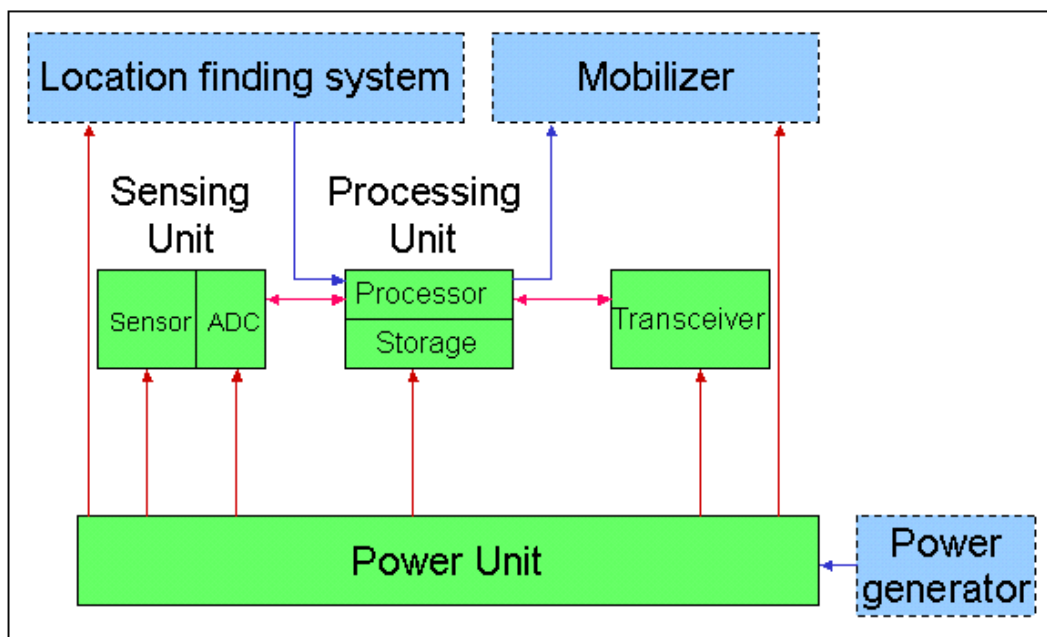 Location finding system
Mobilizer
Sensing
Unit
Processing
Unit
Sensor
ADC
Processor
Storage
Transceiver
Power Unit
Power
generator